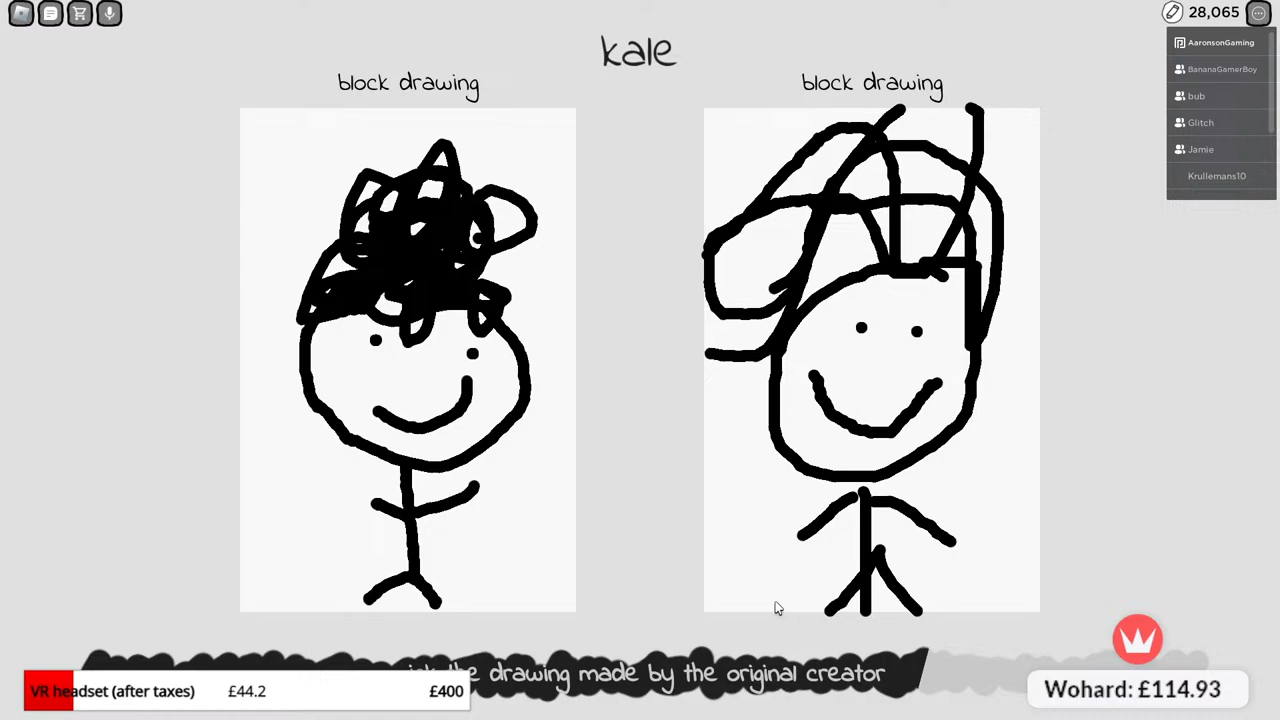 28,065
kale
AaronsonGaming
block drawing
block drawing
BananaGamerBoy
bub
Glitch
Jamie
Krullemans10
the drawing made by the original creator
VR headset (after taxes) £44.2 £400
Wohard: £114.93